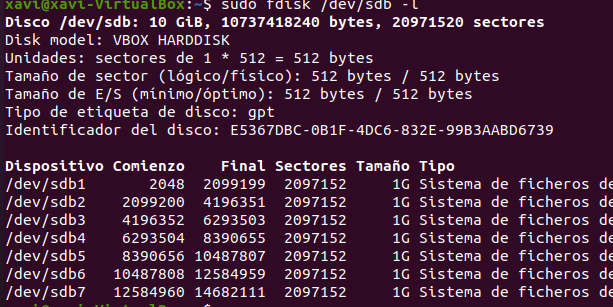 xavi@xavi-VirtualBox:~$ sudo fdisk /dev/sdb -l
Disco /dev/sdb: 10 GiB, 10737418240 bytes, 20971520 sectores
Disk model: VBOX HARDDISK
Unidades: sectores de 1 * 512 = 512 bytes
Tamaño de sector (lógico/físico): 512 bytes / 512 bytes
Tamaño de E/S (mínimo/óptimo): 512 bytes / 512 bytes
Tipo de etiqueta de disco: gpt
Identificador del disco: E5367DBC-0B1F-4DC6-832E-99B3AABD6739
Dispositivo Comienzo Final Sectores Tamaño Tipo
/dev/sdb1 2048 2099199 2097152 1G Sistema de ficheros de
/dev/sdb2 2099200 4196351 2097152 1G Sistema de ficheros de
/dev/sdb3 4196352 6293503 2097152 1G Sistema de ficheros de
/dev/sdb4 6293504 8390655 2097152 1G Sistema de ficheros de
/dev/sdb5 8390656 10487807 2097152 1G Sistema de ficheros de
/dev/sdb6 10487808 12584959 2097152 1G Sistema de ficheros de
/dev/sdb7 12584960 14682111 2097152 1G Sistema de ficheros de